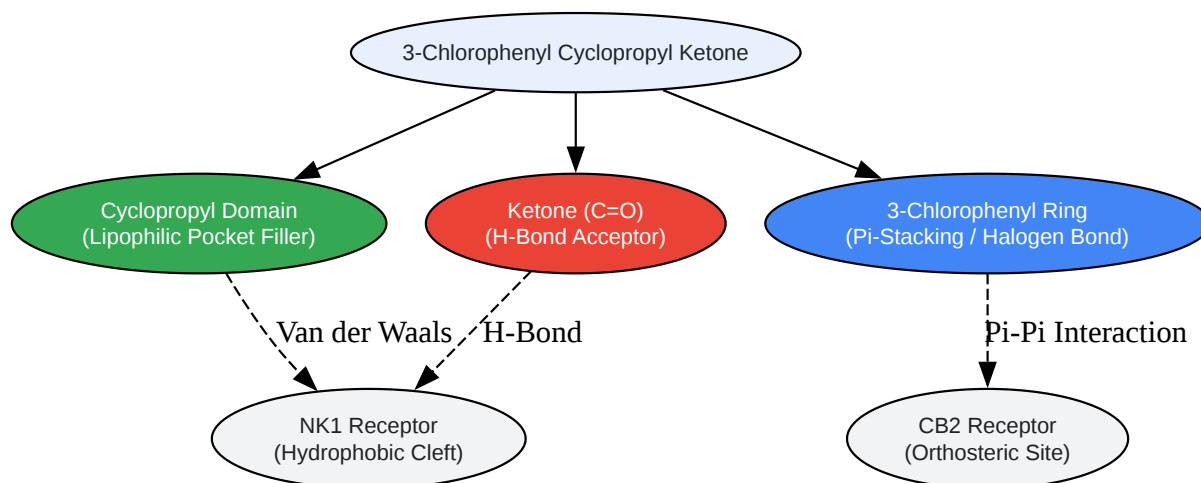 3-Chlorophenyl Cyclopropyl Ketone
Cyclopropyl Domain
(Lipophilic Pocket Filler)
Ketone (C=O)
(H-Bond Acceptor)
3-Chlorophenyl Ring
(Pi-Stacking / Halogen Bond)
Van der Waals
H-Bond
Pi-Pi Interaction
NK1 Receptor
(Hydrophobic Cleft)
CB2 Receptor
(Orthosteric Site)